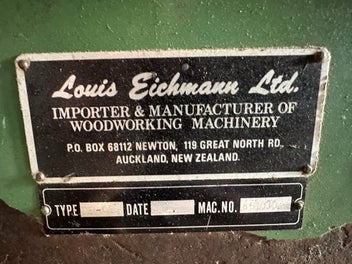 Louis Eichmann Ltd.
IMPORTER & MANUFACTURER OF
WOODWORKING MACHINERY
P.O. BOX 68112 NEWTON, 119 GREAT NORTH RD,
AUCKLAND, NEW ZEALAND.
TYPE DATE MAC.NO.